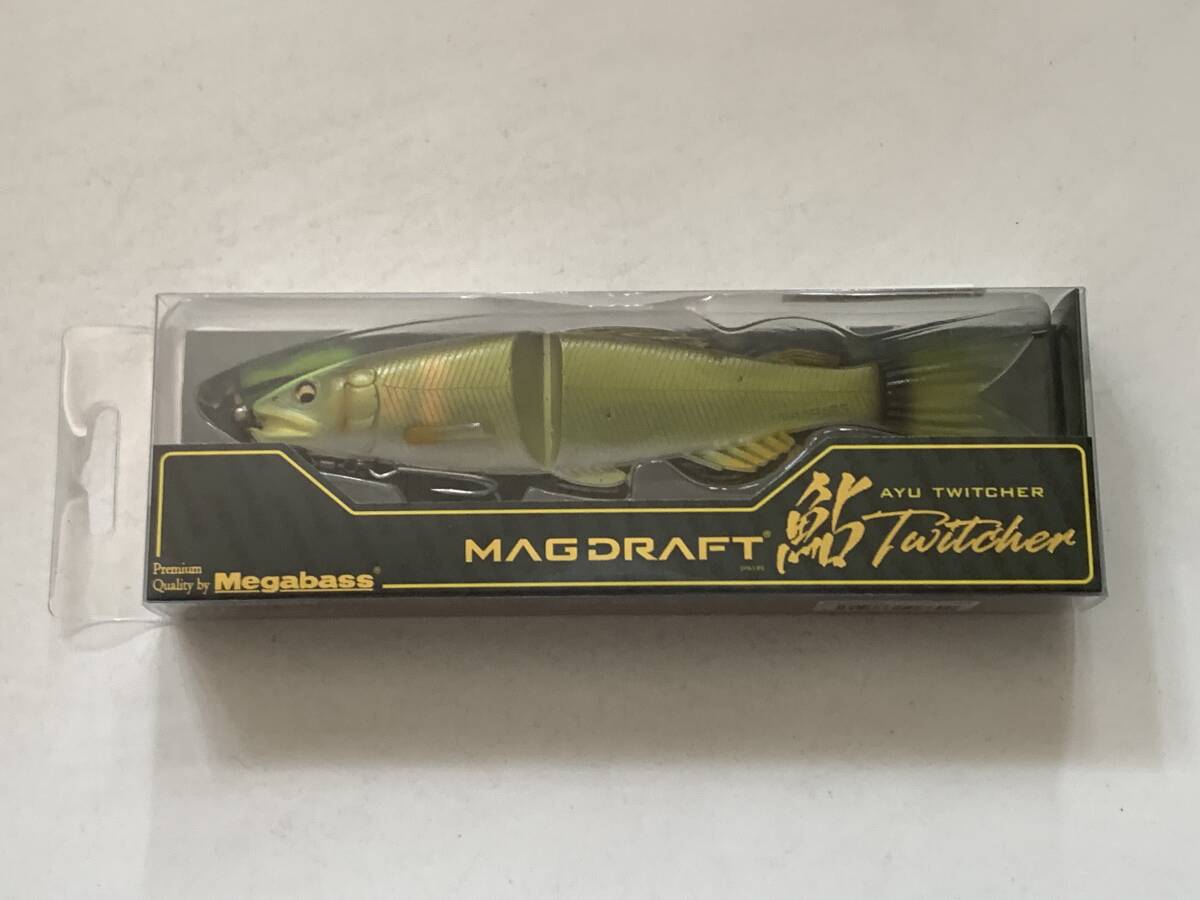 AYU TWITCHER
MAGDRAFT 鮎 Twitcher
Premium
Quality by Megabass®